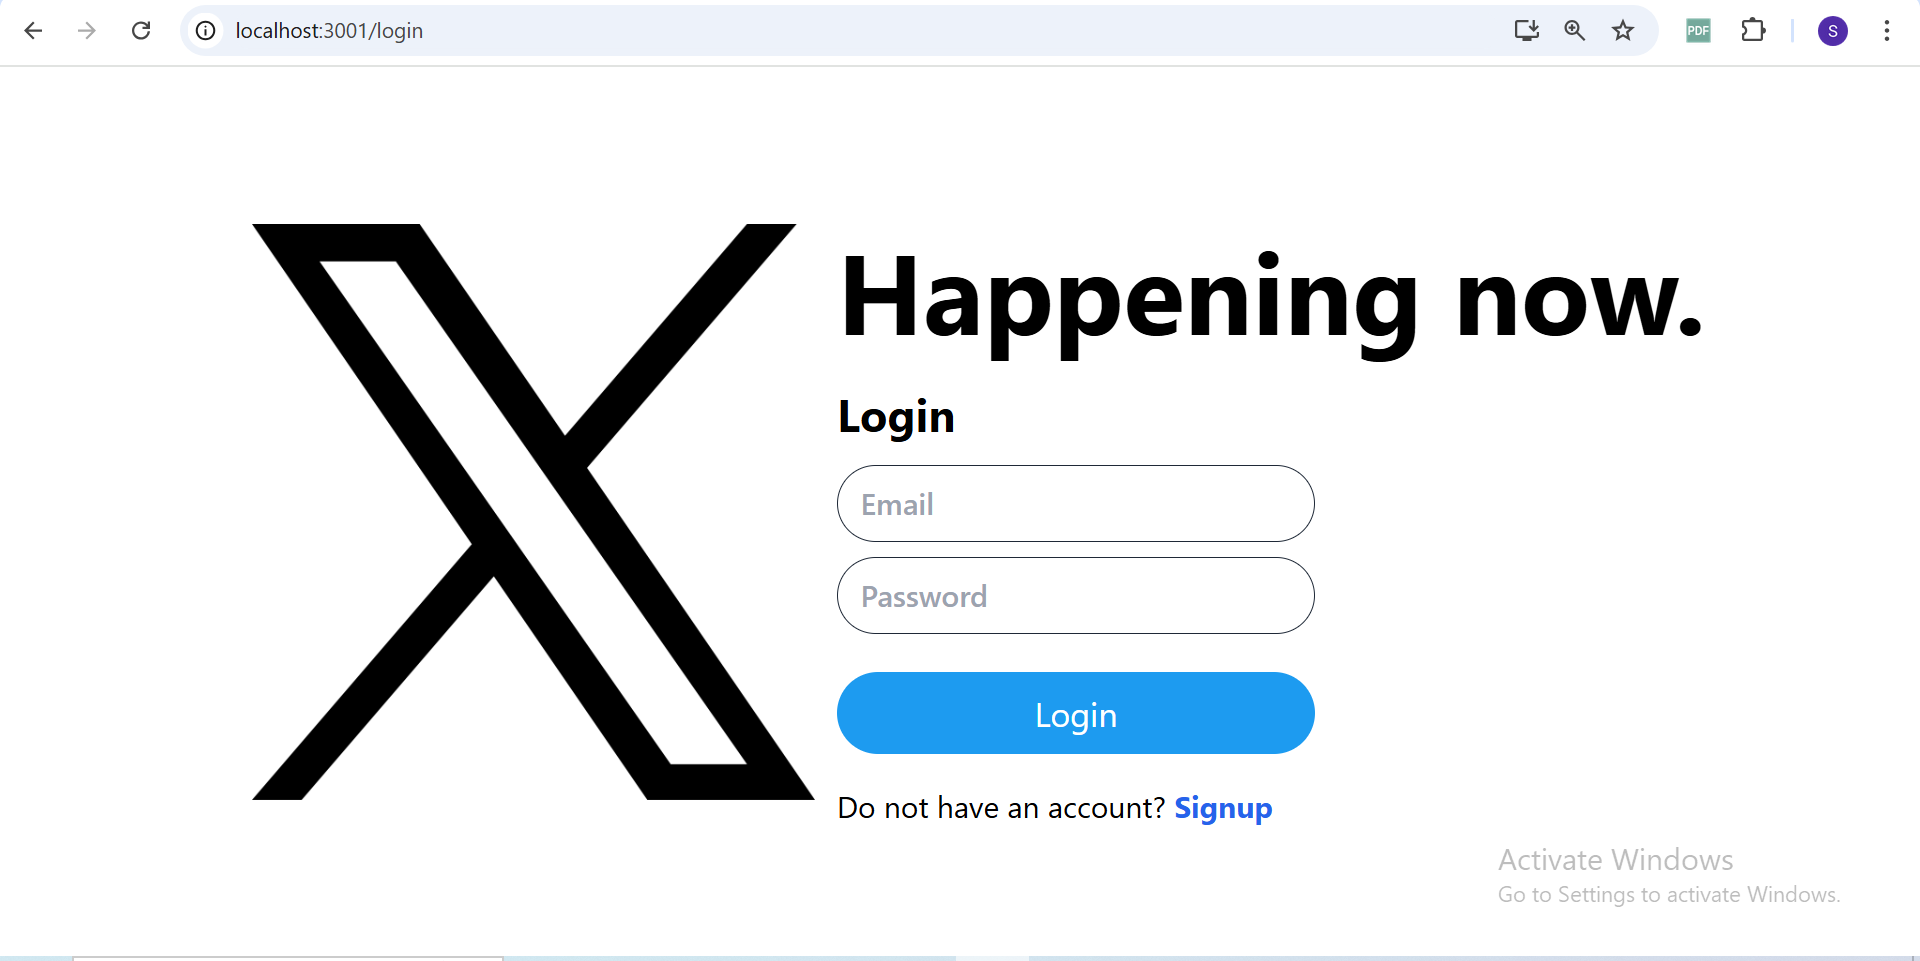 localhost:3001/login
PDF
S
X
Happening now.
Login
Email
Password
Login
Do not have an account? Signup
Activate Windows
Go to Settings to activate Windows.